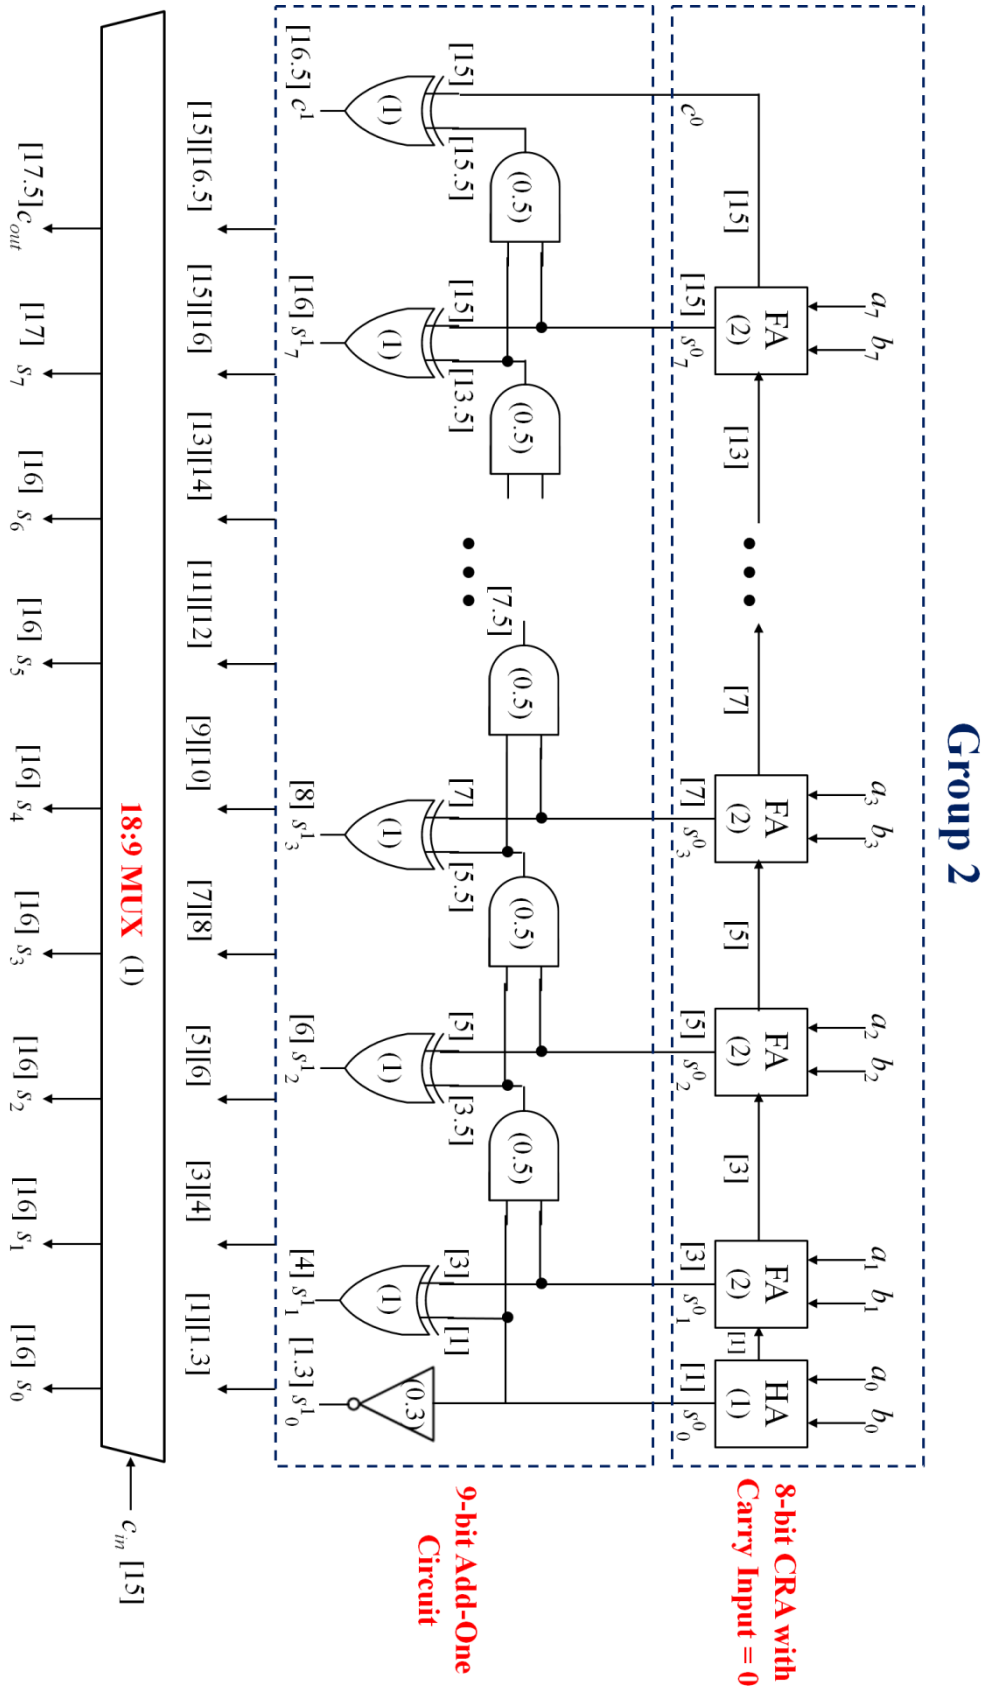 Group 2
a₇ b₇
a₃ b₃
a₂ b₂
a₁ b₁
a₀ b₀
FA (2)
FA (2)
FA (2)
FA (2)
HA (1)
8-bit CRA with
Carry Input = 0
[15]
[13]
[7]
[5]
[3]
[1]
c⁰
[15] s⁰₇
[7] s⁰₃
[5] s⁰₂
[3] s⁰₁
[1] s⁰₀
(0.5)
(0.5)
(0.5)
(0.5)
(0.5)
[7.5]
[15] [15.5]
[15] [13.5]
[7] [5.5]
[5] [3.5]
[3] [1]
(1)
(1)
(1)
(1)
(1)
(0.3)
9-bit Add-One
Circuit
[16.5] c¹
[16] s¹₇
[8] s¹₃
[6] s¹₂
[4] s¹₁
[1.3] s¹₀
[15][16.5]
[15][16]
[13][14]
[11][12]
[9][10]
[7][8]
[5][6]
[3][4]
[1][1.3]
18:9 MUX (1)
cᵢₙ [15]
[17.5] cₒᵤₜ
[17] s₇
[16] s₆
[16] s₅
[16] s₄
[16] s₃
[16] s₂
[16] s₁
[16] s₀